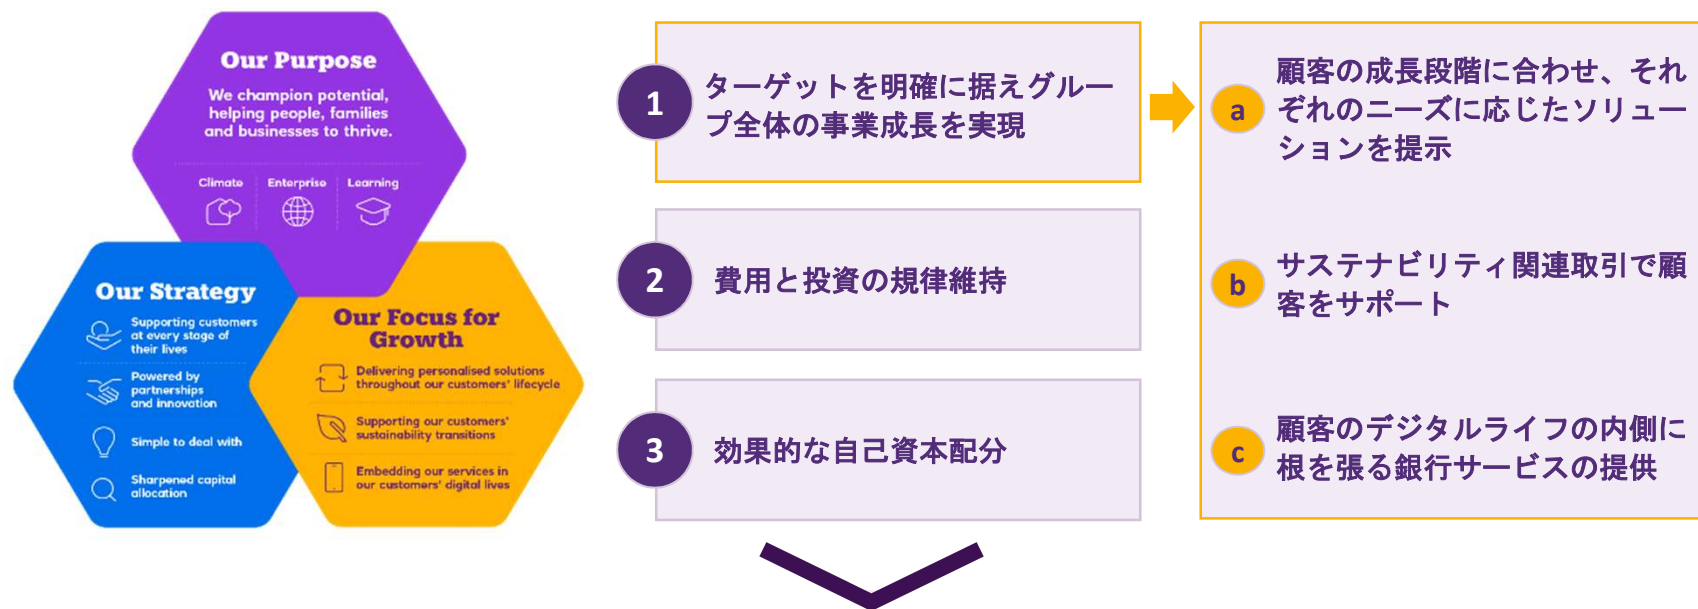 Our Purpose
We champion potential,
helping people, families
and businesses to thrive.
Climate
Enterprise
Learning
Our Strategy
Supporting customers
at every stage of
their lives
Powered by
partnerships
and innovation
Simple to deal with
Sharpened capital
allocation
Our Focus for
Growth
Delivering personalised solutions
throughout our customers' lifecycle
Supporting our customers'
sustainability transitions
Embedding our services in
our customers' digital lives
1
ターゲットを明確に据えグルー
プ全体の事業成長を実現
2
費用と投資の規律維持
3
効果的な自己資本配分
a
顧客の成長段階に合わせ、それ
ぞれのニーズに応じたソリュー
ションを提示
b
サステナビリティ関連取引で顧
客をサポート
c
顧客のデジタルライフの内側に
根を張る銀行サービスの提供